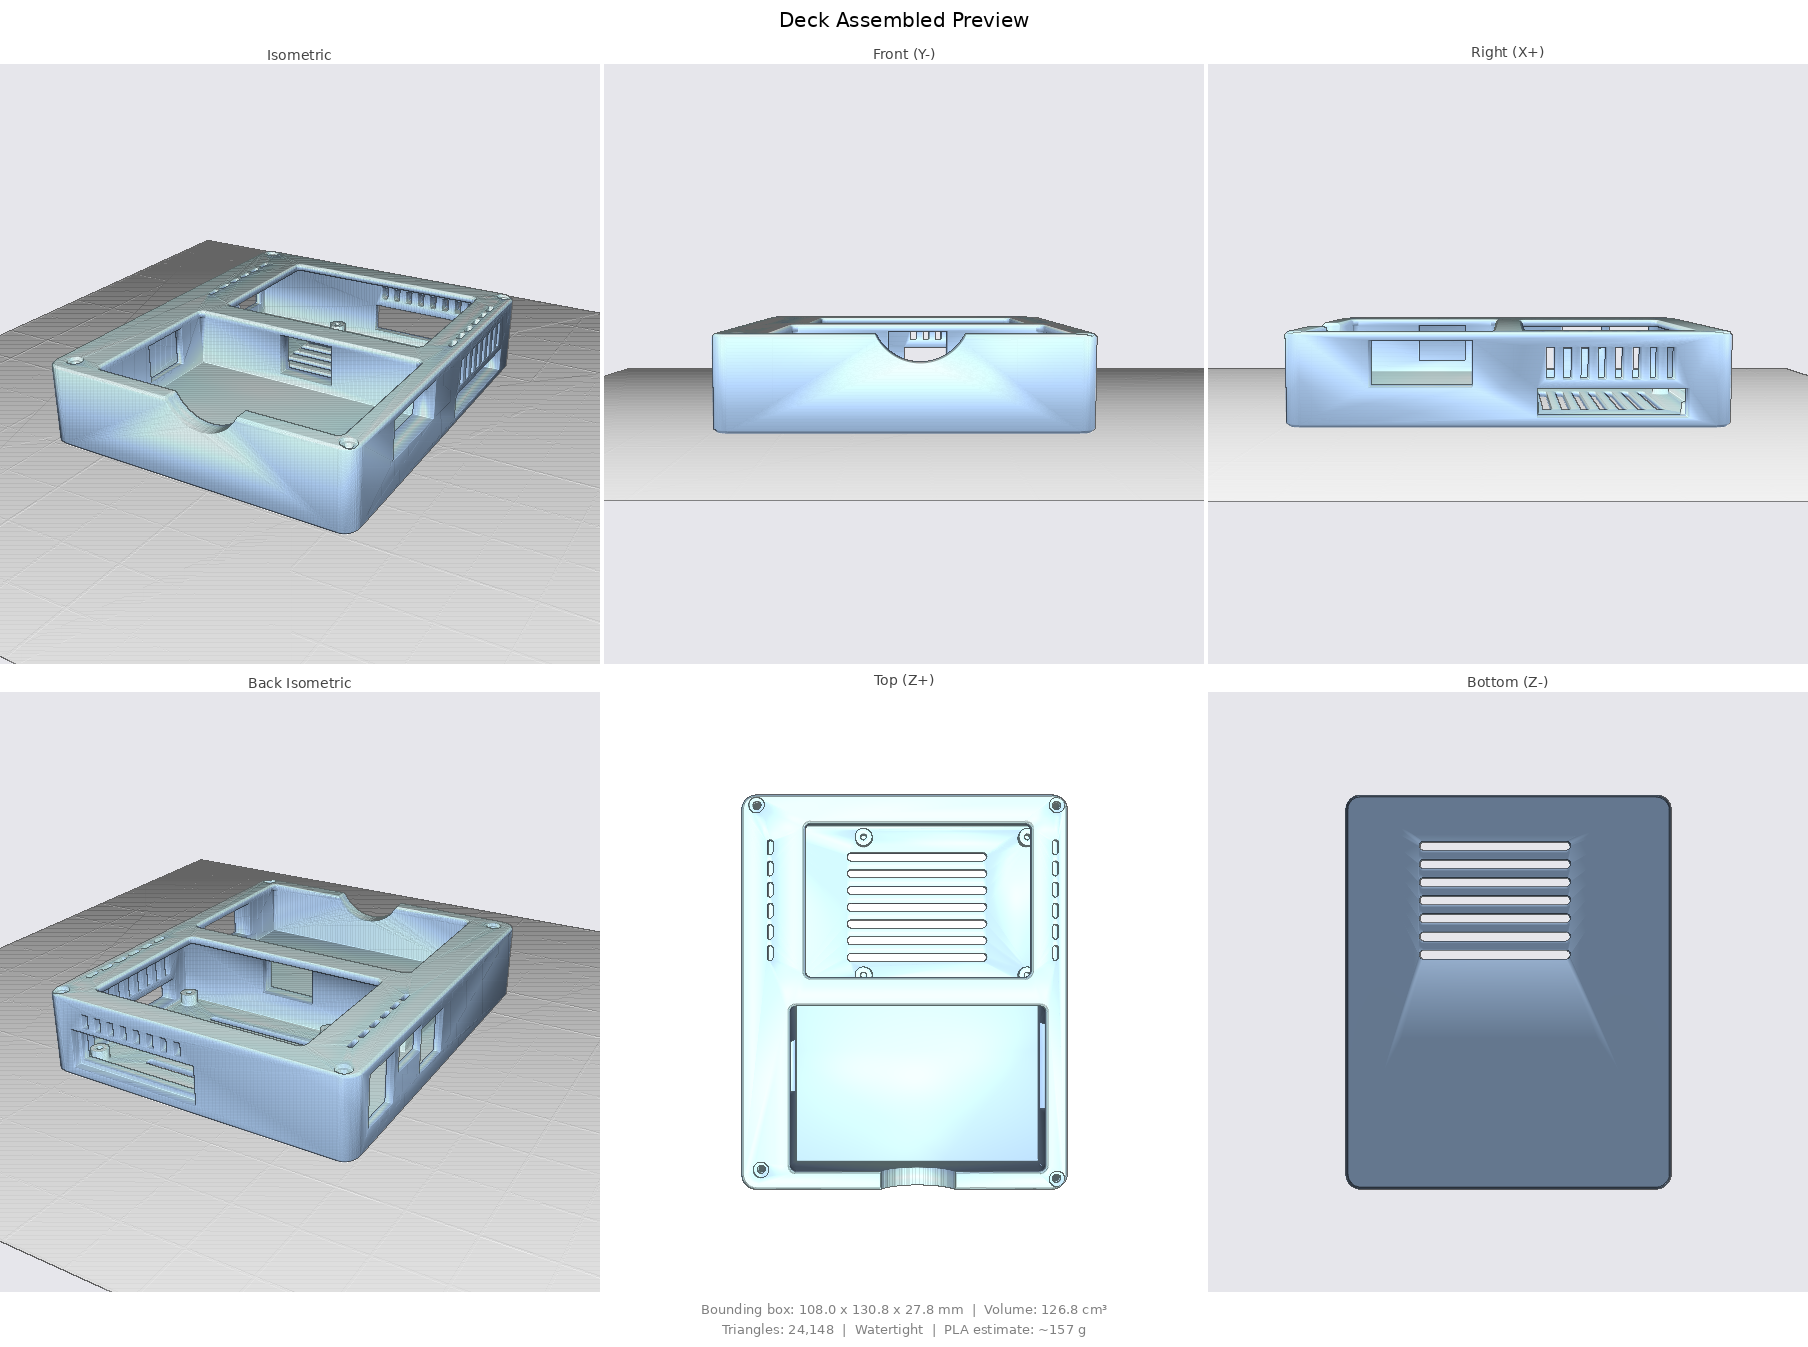 Deck Assembled Preview
Isometric
Front (Y-)
Right (X+)
Back Isometric
Top (Z+)
Bottom (Z-)
Bounding box: 108.0 x 130.8 x 27.8 mm | Volume: 126.8 cm³
Triangles: 24,148 | Watertight | PLA estimate: ~157 g